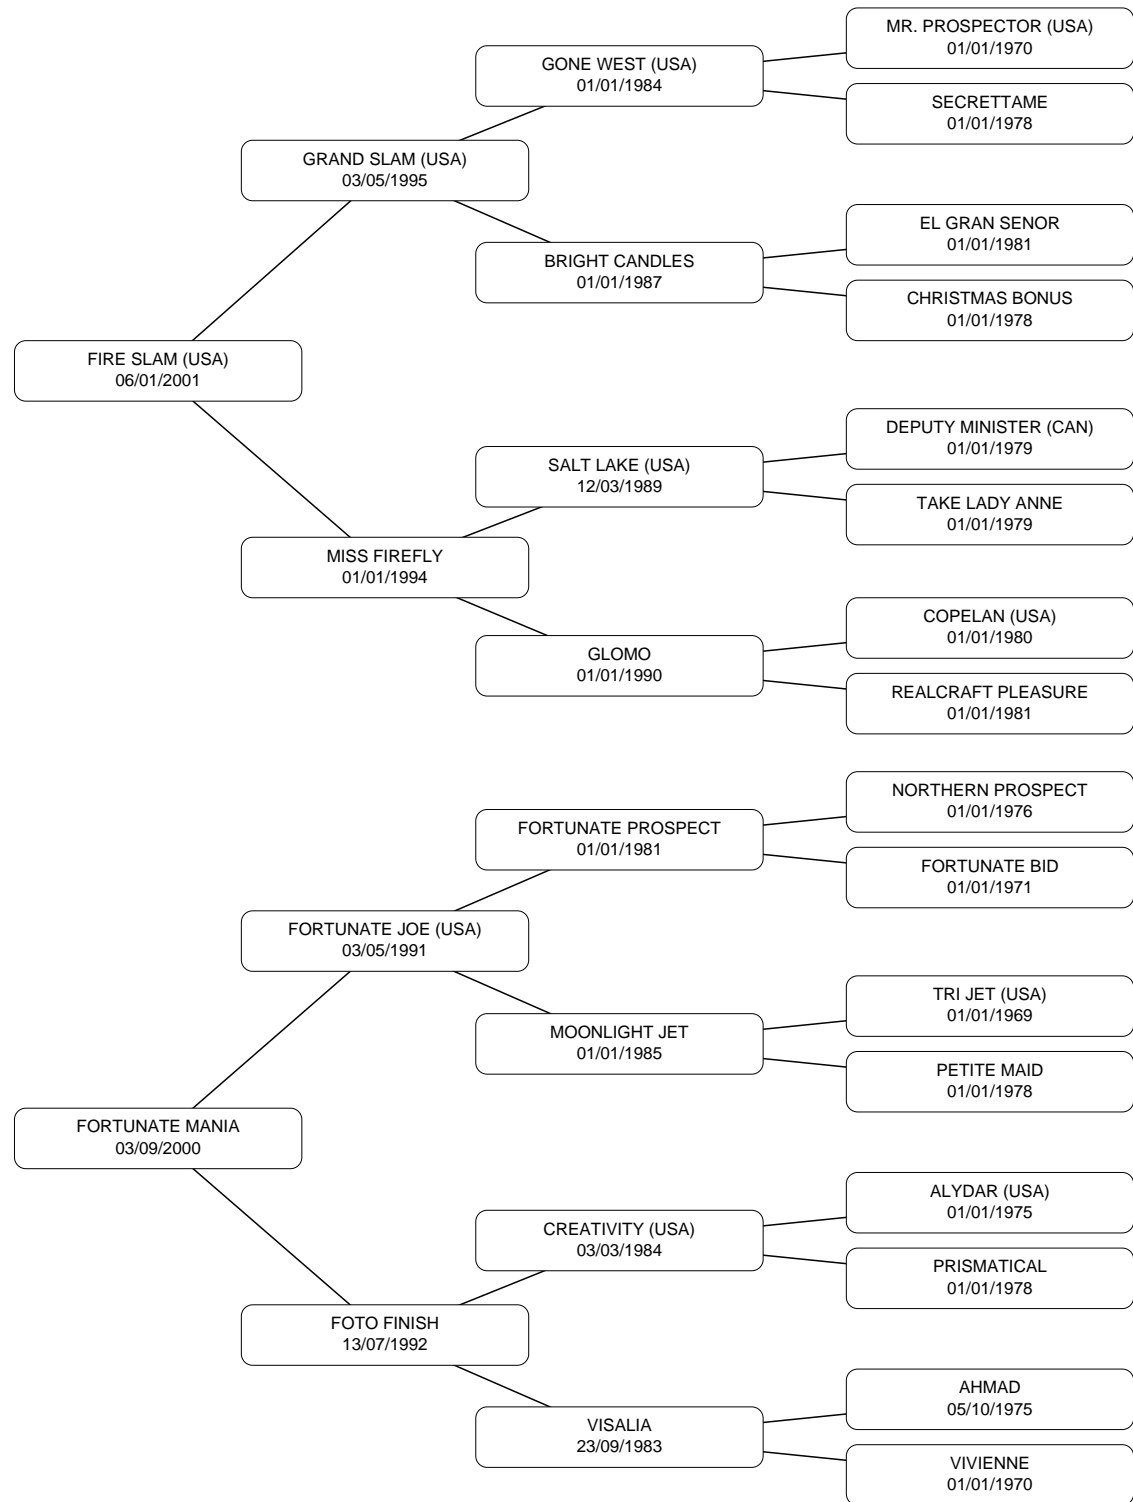 MR. PROSPECTOR (USA)
01/01/1970
GONE WEST (USA)
01/01/1984
SECRETTAME
01/01/1978
GRAND SLAM (USA)
03/05/1995
EL GRAN SENOR
01/01/1981
BRIGHT CANDLES
01/01/1987
CHRISTMAS BONUS
01/01/1978
FIRE SLAM (USA)
06/01/2001
DEPUTY MINISTER (CAN)
01/01/1979
SALT LAKE (USA)
12/03/1989
TAKE LADY ANNE
01/01/1979
MISS FIREFLY
01/01/1994
COPELAN (USA)
01/01/1980
GLOMO
01/01/1990
REALCRAFT PLEASURE
01/01/1981
NORTHERN PROSPECT
01/01/1976
FORTUNATE PROSPECT
01/01/1981
FORTUNATE BID
01/01/1971
FORTUNATE JOE (USA)
03/05/1991
TRI JET (USA)
01/01/1969
MOONLIGHT JET
01/01/1985
PETITE MAID
01/01/1978
FORTUNATE MANIA
03/09/2000
ALYDAR (USA)
01/01/1975
CREATIVITY (USA)
03/03/1984
PRISMATICAL
01/01/1978
FOTO FINISH
13/07/1992
AHMAD
05/10/1975
VISALIA
23/09/1983
VIVIENNE
01/01/1970